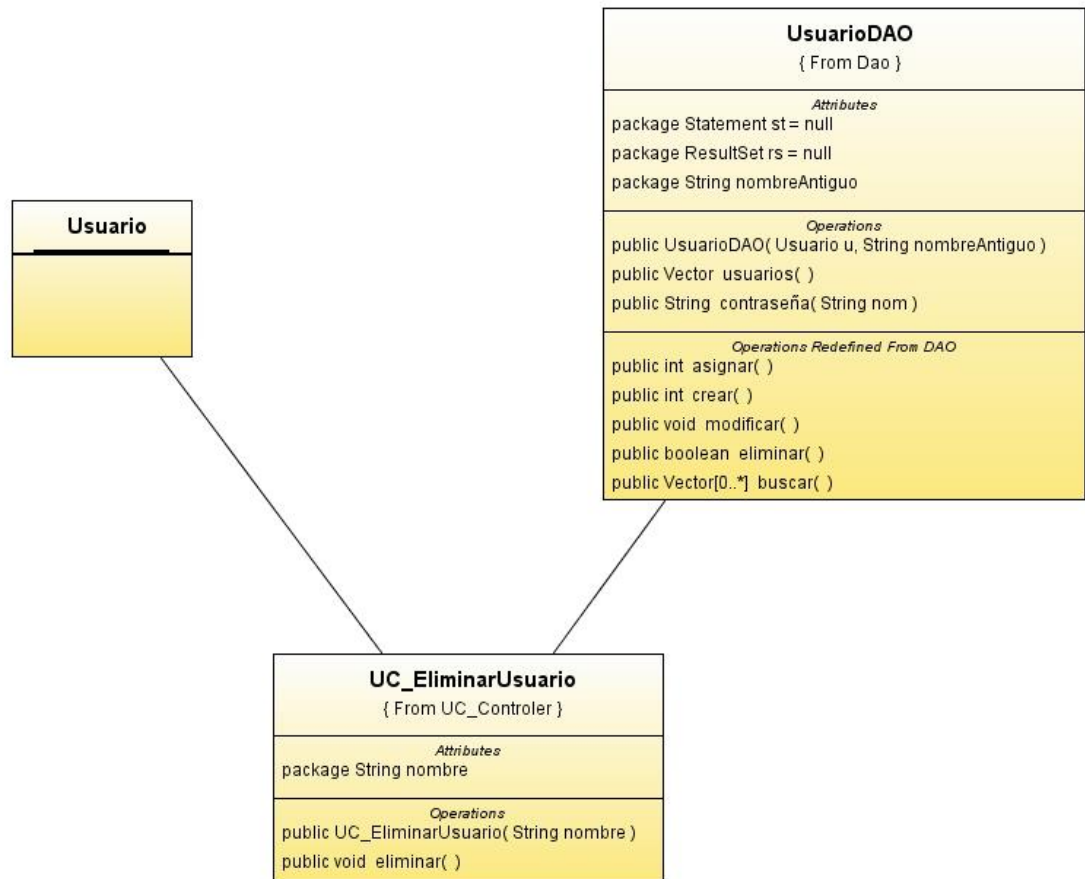 UsuarioDAO
{ From Dao }
Attributes
package Statement st = null
package ResultSet rs = null
package String nombreAntiguo
Operations
public UsuarioDAO( Usuario u, String nombreAntiguo )
public Vector usuarios( )
public String contraseña( String nom )
Operations Redefined From DAO
public int asignar( )
public int crear( )
public void modificar( )
public boolean eliminar( )
public Vector[0..*] buscar( )
Usuario
UC_EliminarUsuario
{ From UC_Controler }
Attributes
package String nombre
Operations
public UC_EliminarUsuario( String nombre )
public void eliminar( )